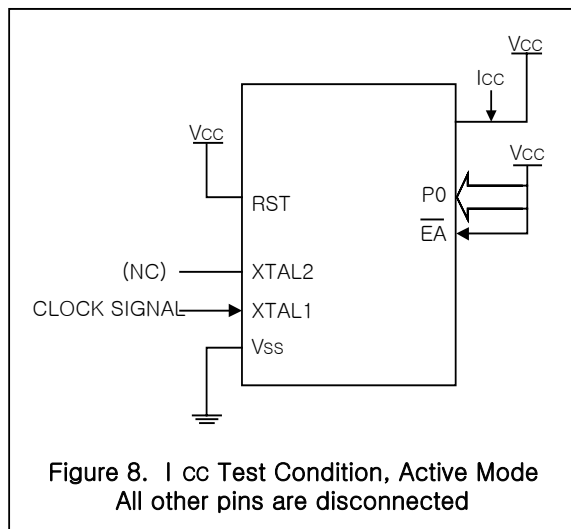 Vcc
Icc
Vcc
Vcc
P0
RST
EA
(NC)
XTAL2
CLOCK SIGNAL
XTAL1
Vss
Figure 8. I cc Test Condition, Active Mode
All other pins are disconnected